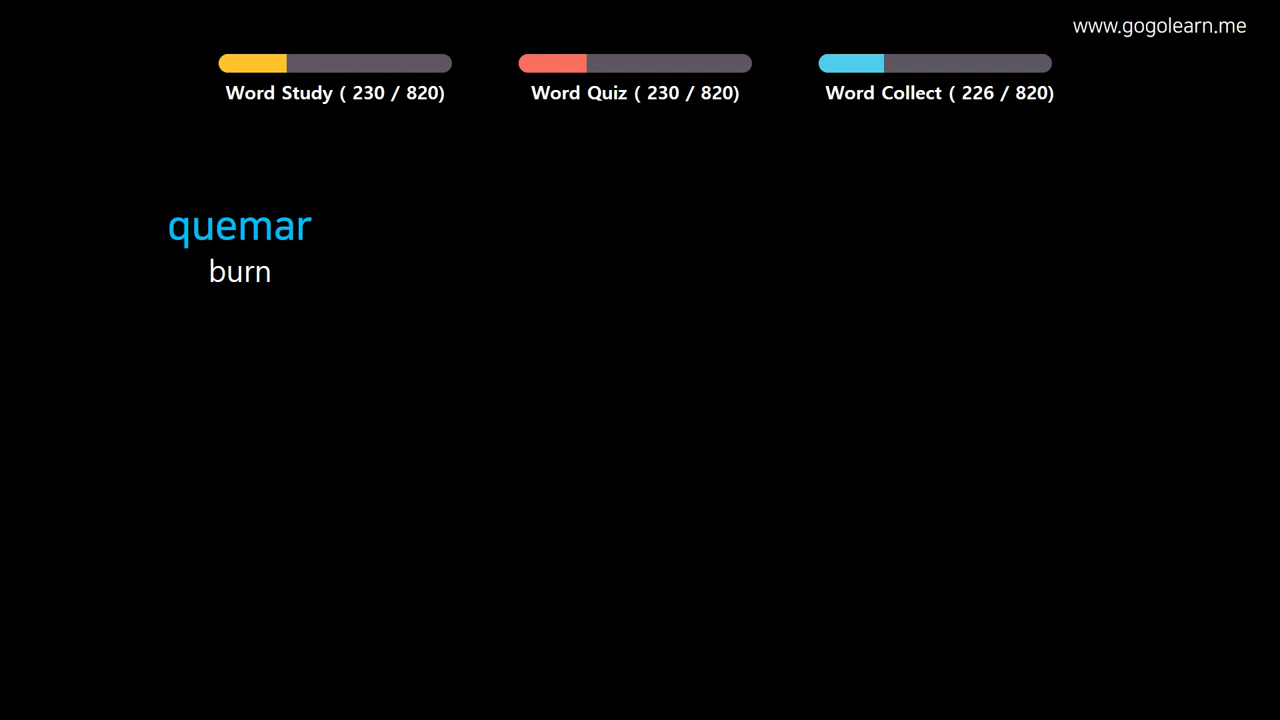 www.gogolearn.me
Word Study ( 230 / 820)
Word Quiz ( 230 / 820)
Word Collect ( 226 / 820)
quemar
burn